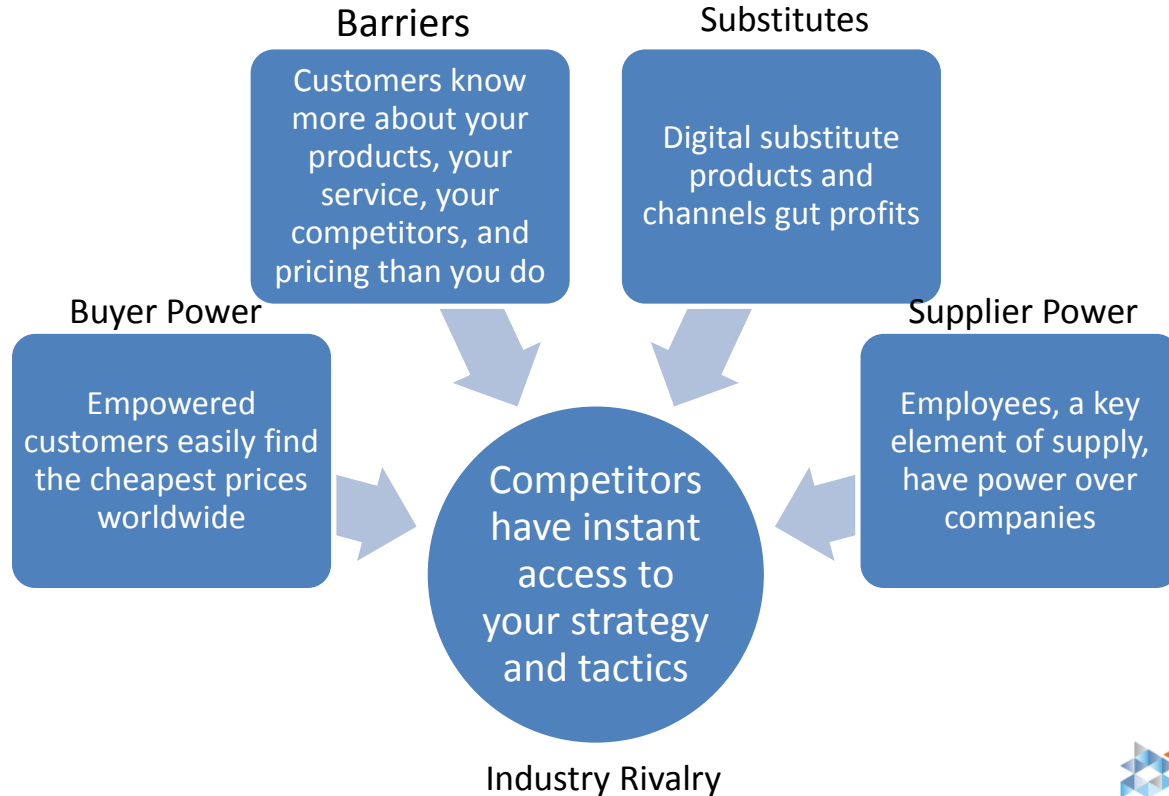 Barriers
Customers know
more about your
products, your
service, your
competitors, and
pricing than you do
Substitutes
Digital substitute
products and
channels gut profits
Buyer Power
Empowered
customers easily find
the cheapest prices
worldwide
Supplier Power
Employees, a key
element of supply,
have power over
companies
Competitors
have instant
access to
your strategy
and tactics
Industry Rivalry